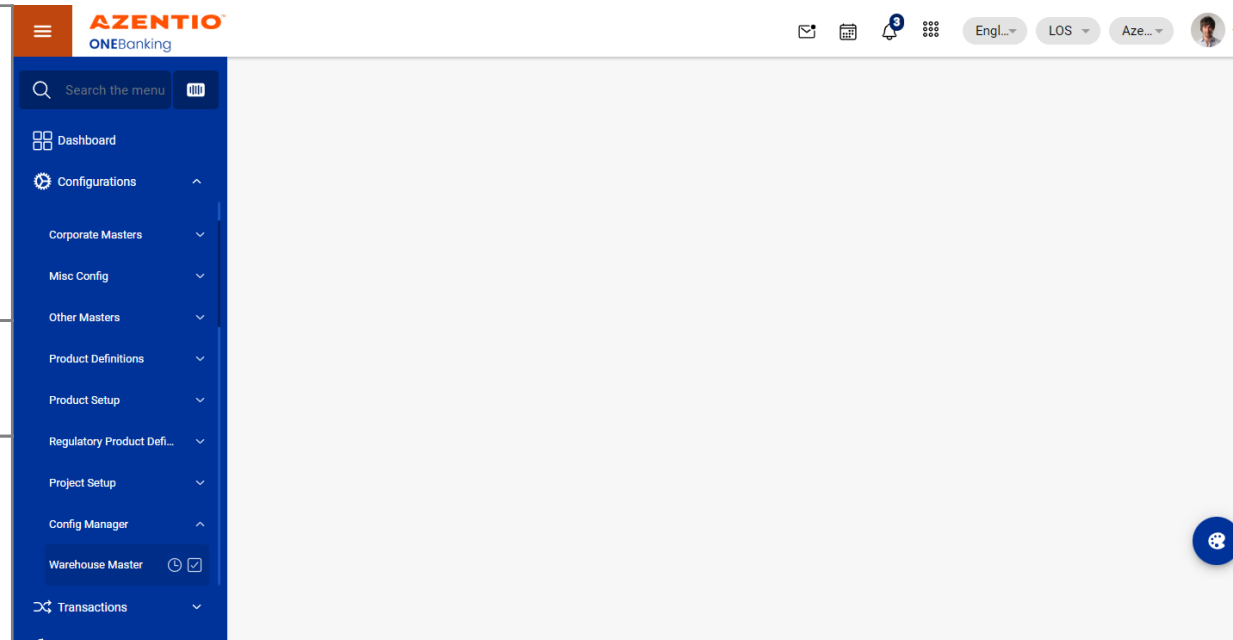 AZENTIO
ONEBanking
3
Engl...
LOS
Aze...
Search the menu
Dashboard
Configurations
Corporate Masters
Misc Config
Other Masters
Product Definitions
Product Setup
Regulatory Product Defi...
Project Setup
Config Manager
Warehouse Master
Transactions